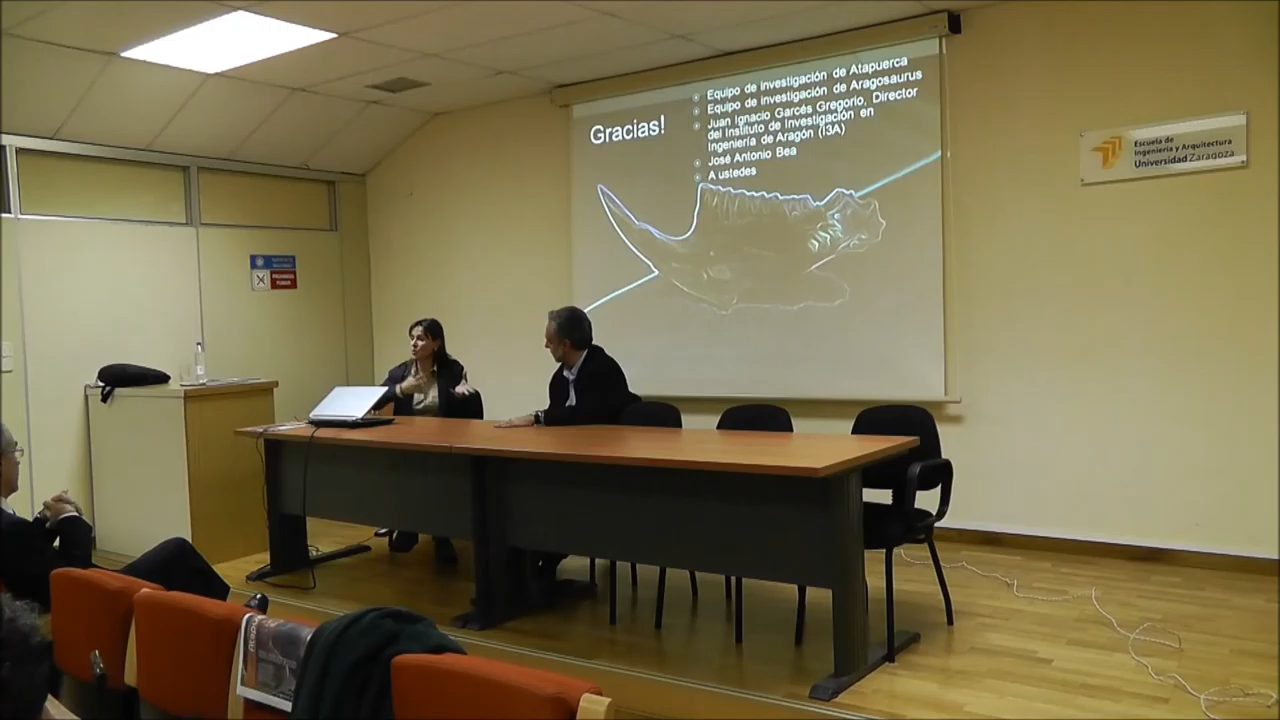 Gracias!
Equipo de investigación de Atapuerca
Equipo de investigación de Aragosaurus
Juan Ignacio Garcés Gregorio, Director
del Instituto de Investigación en
Ingeniería de Aragón (I3A)
José Antonio Bea
A ustedes
Escuela de
Ingeniería y Arquitectura
Universidad Zaragoza
PROHIBIDO
FUMAR